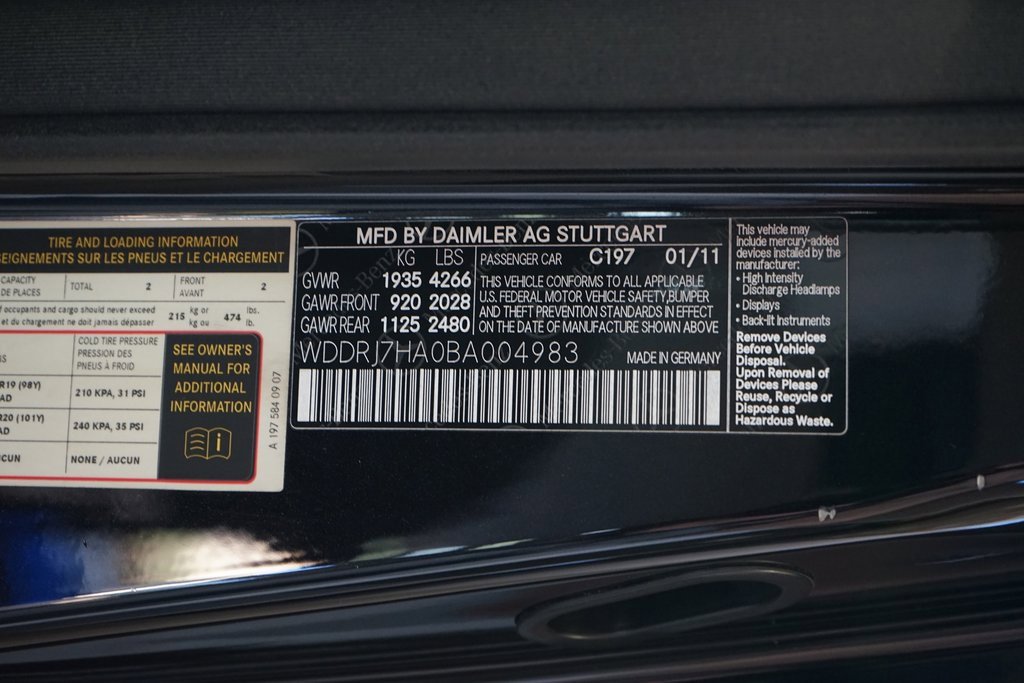 TIRE AND LOADING INFORMATION
SEIGNEMENTS SUR LES PNEUS ET LE CHARGEMENT
CAPACITY
DE PLACES
TOTAL 2
FRONT
AVANT
2
occupants and cargo should never exceed
et du chargement ne doit jamais dépasser
215 kg or
kg ou
474 lbs.
lb.
COLD TIRE PRESSURE
PRESSION DES
PNEUS À FROID
R19 (98Y)
210 KPA, 31 PSI
(101Y)
240 KPA, 35 PSI
CUN
NONE / AUCUN
SEE OWNER'S
MANUAL FOR
ADDITIONAL
INFORMATION
A 197 584 09 07
MFD BY DAIMLER AG STUTTGART
KG LBS
GVWR 1935 4266
GAWR FRONT 920 2028
GAWR REAR 1125 2480
PASSENGER CAR C197 01/11
THIS VEHICLE CONFORMS TO ALL APPLICABLE
U.S. FEDERAL MOTOR VEHICLE SAFETY,BUMPER
AND THEFT PREVENTION STANDARDS IN EFFECT
ON THE DATE OF MANUFACTURE SHOWN ABOVE
WDDRJ7HA0BA004983
MADE IN GERMANY
This vehicle may
include mercury-added
devices installed by the
manufacturer:
• High Intensity
Discharge Headlamps
• Displays
• Back-lit Instruments
Remove Devices
Before Vehicle
Disposal.
Upon Removal of
Devices Please
Reuse, Recycle or
Dispose as
Hazardous Waste.